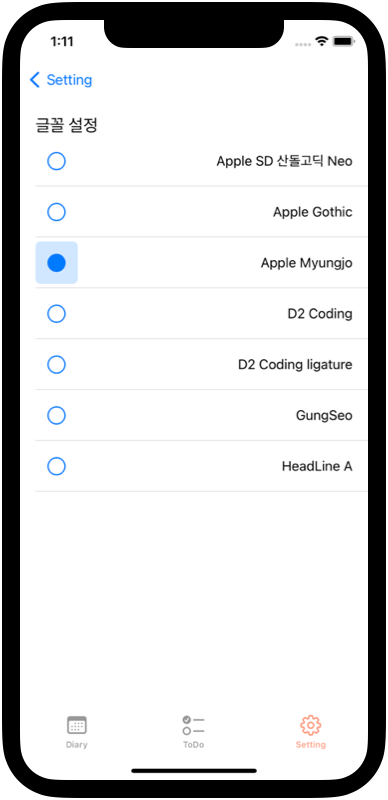 1:11
Setting
글꼴 설정
Apple SD 산돌고딕 Neo
Apple Gothic
Apple Myungjo
D2 Coding
D2 Coding ligature
GungSeo
HeadLine A
Diary
ToDo
Setting